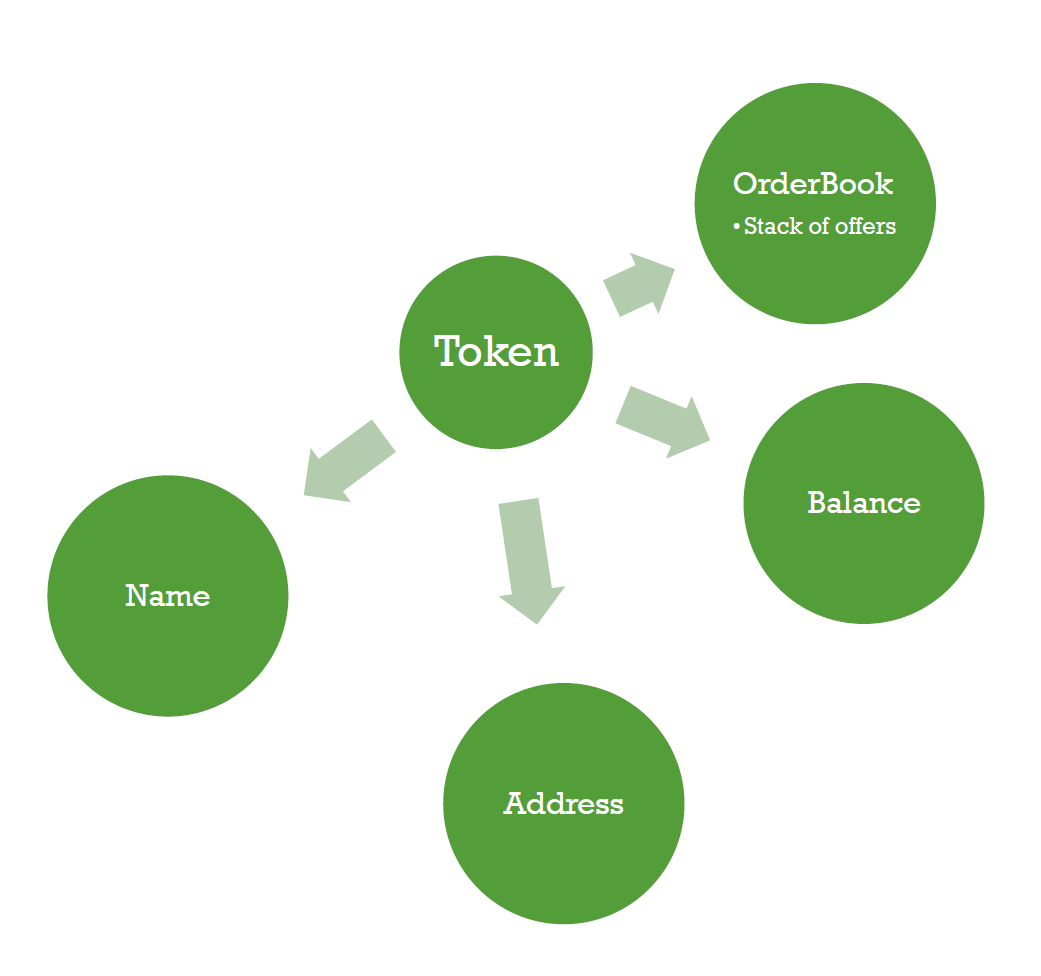 OrderBook
• Stack of offers
Token
Balance
Name
Address